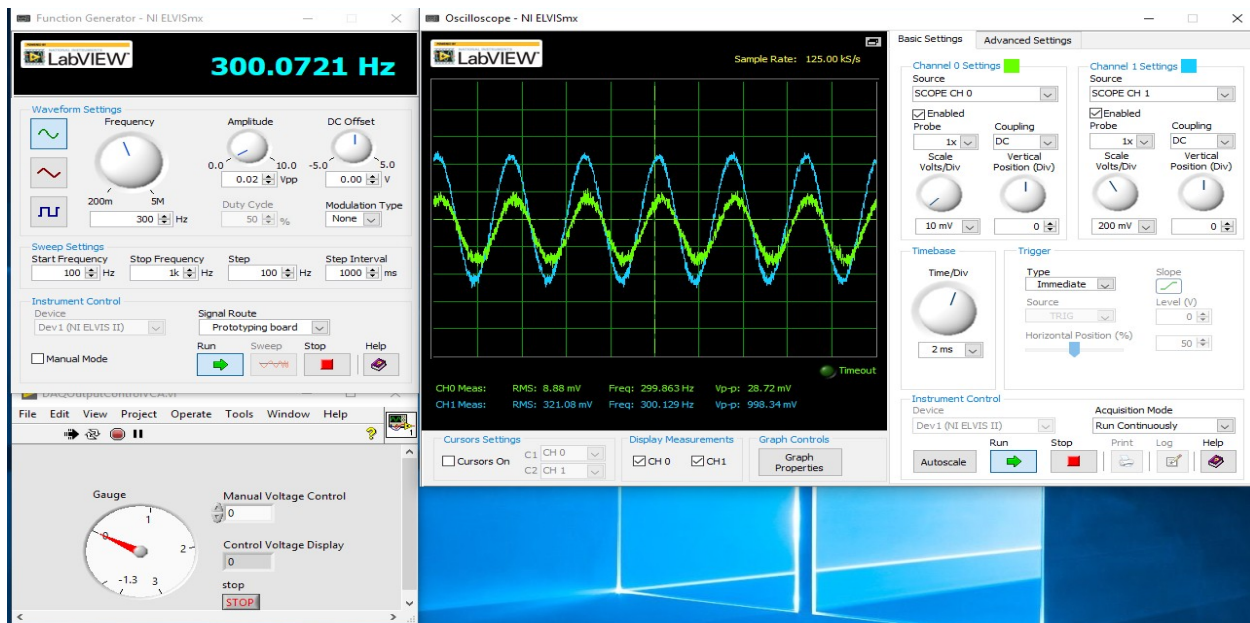 Function Generator - NI ELVISmx
LabVIEW
300.0721 Hz
Waveform Settings
Frequency
Amplitude
DC Offset
0.0
10.0
-5.0
5.0
0.02 Vpp
0.00 V
200m
5M
300 Hz
Duty Cycle
50 %
Modulation Type
None
Sweep Settings
Start Frequency
Stop Frequency
Step
Step Interval
100 Hz
1k Hz
100 Hz
1000 ms
Instrument Control
Device
Dev1 (NI ELVIS II)
Signal Route
Prototyping board
Manual Mode
Run
Sweep
Stop
Help
DAQOutputControlVCA.vi
File Edit View Project Operate Tools Window Help
1
Gauge
0
1
2
-1.3
3
Manual Voltage Control
0
Control Voltage Display
0
stop
STOP
Oscilloscope - NI ELVISmx
LabVIEW
Sample Rate: 125.00 kS/s
Timeout
CH0 Meas: RMS: 8.88 mV Freq: 299.863 Hz Vp-p: 28.72 mV
CH1 Meas: RMS: 321.08 mV Freq: 300.129 Hz Vp-p: 998.34 mV
Cursors Settings
Cursors On
C1 CH 0
C2 CH 1
Display Measurements
CH 0
CH1
Graph Controls
Graph
Properties
Basic Settings
Advanced Settings
Channel 0 Settings
Source
SCOPE CH 0
Enabled
Probe
Coupling
1x
DC
Scale
Volts/Div
Vertical
Position (Div)
10 mV
0
Channel 1 Settings
Source
SCOPE CH 1
Enabled
Probe
Coupling
1x
DC
Scale
Volts/Div
Vertical
Position (Div)
200 mV
0
Timebase
Time/Div
2 ms
Trigger
Type
Immediate
Slope
Source
TRIG
Level (V)
0
Horizontal Position (%)
50
Instrument Control
Device
Dev1 (NI ELVIS II)
Acquisition Mode
Run Continuously
Run
Stop
Print
Log
Help
Autoscale